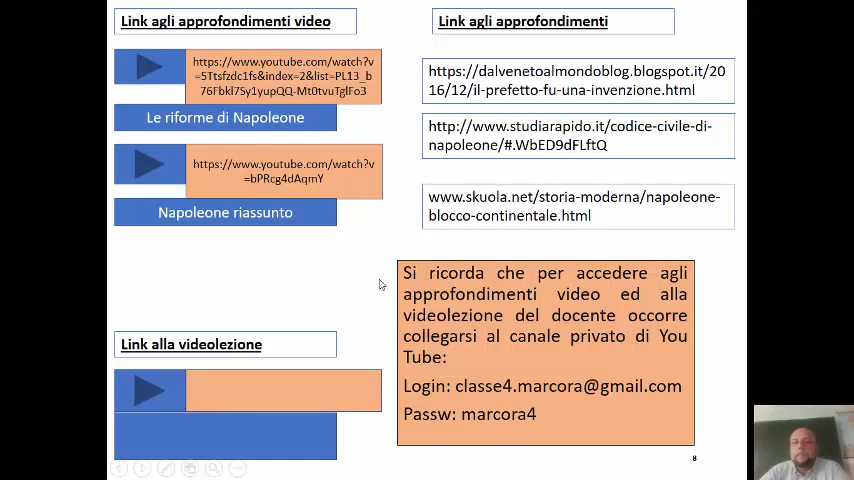 Link agli approfondimenti video
https://www.youtube.com/watch?v
=5Ttsfzdc1fs&index=2&list=PL13_b
76Fbkl7Sy1yupQQ-Mt0tvuTglFo3
Le riforme di Napoleone
https://www.youtube.com/watch?v
=bPRcg4dAqmY
Napoleone riassunto
Link alla videolezione
Link agli approfondimenti
https://dalvenetoalmondoblog.blogspot.it/20
16/12/il-prefetto-fu-una-invenzione.html
http://www.studiarapido.it/codice-civile-di-
napoleone/#.WbED9dFLftQ
www.skuola.net/storia-moderna/napoleone-
blocco-continentale.html
Si ricorda che per accedere agli
approfondimenti video ed alla
videolezione del docente occorre
collegarsi al canale privato di You
Tube:
Login: classe4.marcora@gmail.com
Passw: marcora4
8